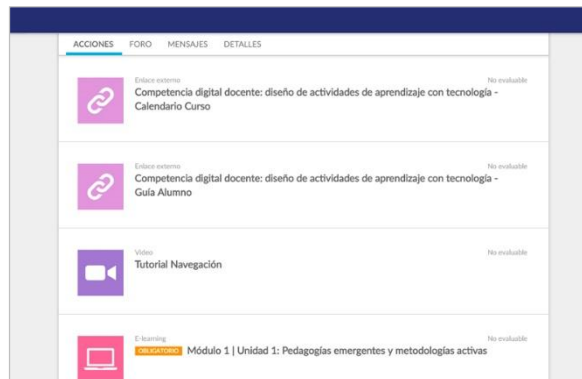 ACCIONES FORO MENSAJES DETALLES
Enlace externo No evaluable
Competencia digital docente: diseño de actividades de aprendizaje con tecnología -
Calendario Curso
Enlace externo No evaluable
Competencia digital docente: diseño de actividades de aprendizaje con tecnología -
Guía Alumno
Vídeo No evaluable
Tutorial Navegación
E-learning No evaluable
OBLIGATORIO Módulo 1 | Unidad 1: Pedagogías emergentes y metodologías activas